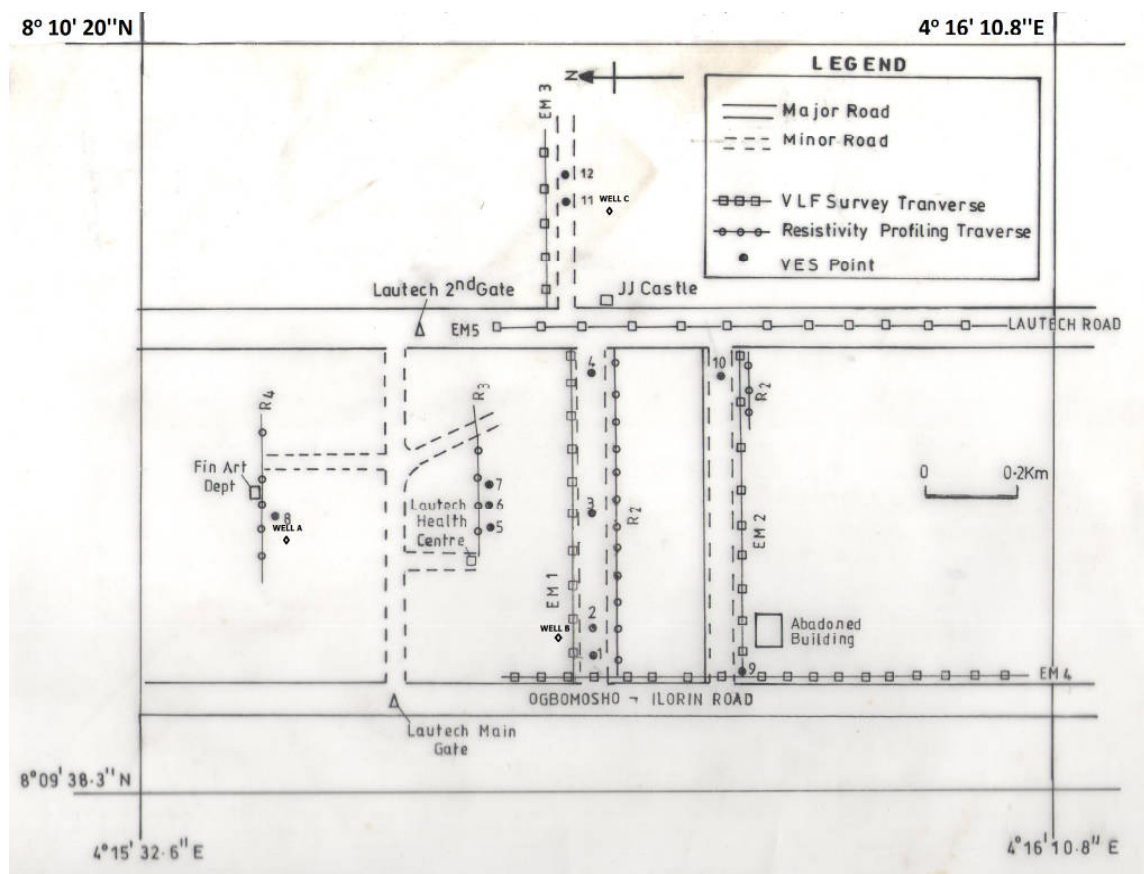 8° 10' 20"N
4° 16' 10.8"E
LEGEND
Major Road
Minor Road
VLF Survey Tranverse
Resistivity Profiling Traverse
VES Point
N
EM 3
12
11
WELL C
JJ Castle
Lautech 2nd Gate
EM5
LAUTECH ROAD
4
10
R2
R3
R4
Fin Art
Dept
8
WELL A
7
6
5
Lautech
Health
Centre
3
R2
EM 2
0
0·2Km
EM 1
WELL B
2
1
Abadoned
Building
9
EM 4
OGBOMOSHO - ILORIN ROAD
Lautech Main
Gate
8°09'38·3"N
4°15'32·6"E
4°16'10·8"E